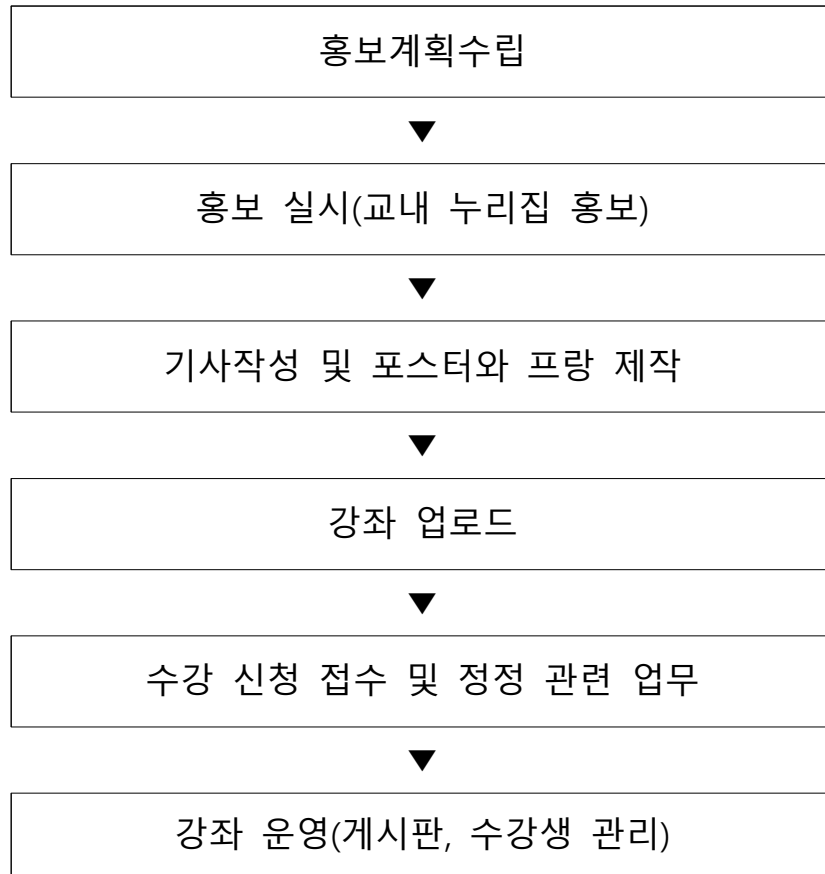 홍보계획수립
▼
홍보 실시(교내 누리집 홍보)
▼
기사작성 및 포스터와 프랑 제작
▼
강좌 업로드
▼
수강 신청 접수 및 정정 관련 업무
▼
강좌 운영(게시판, 수강생 관리)